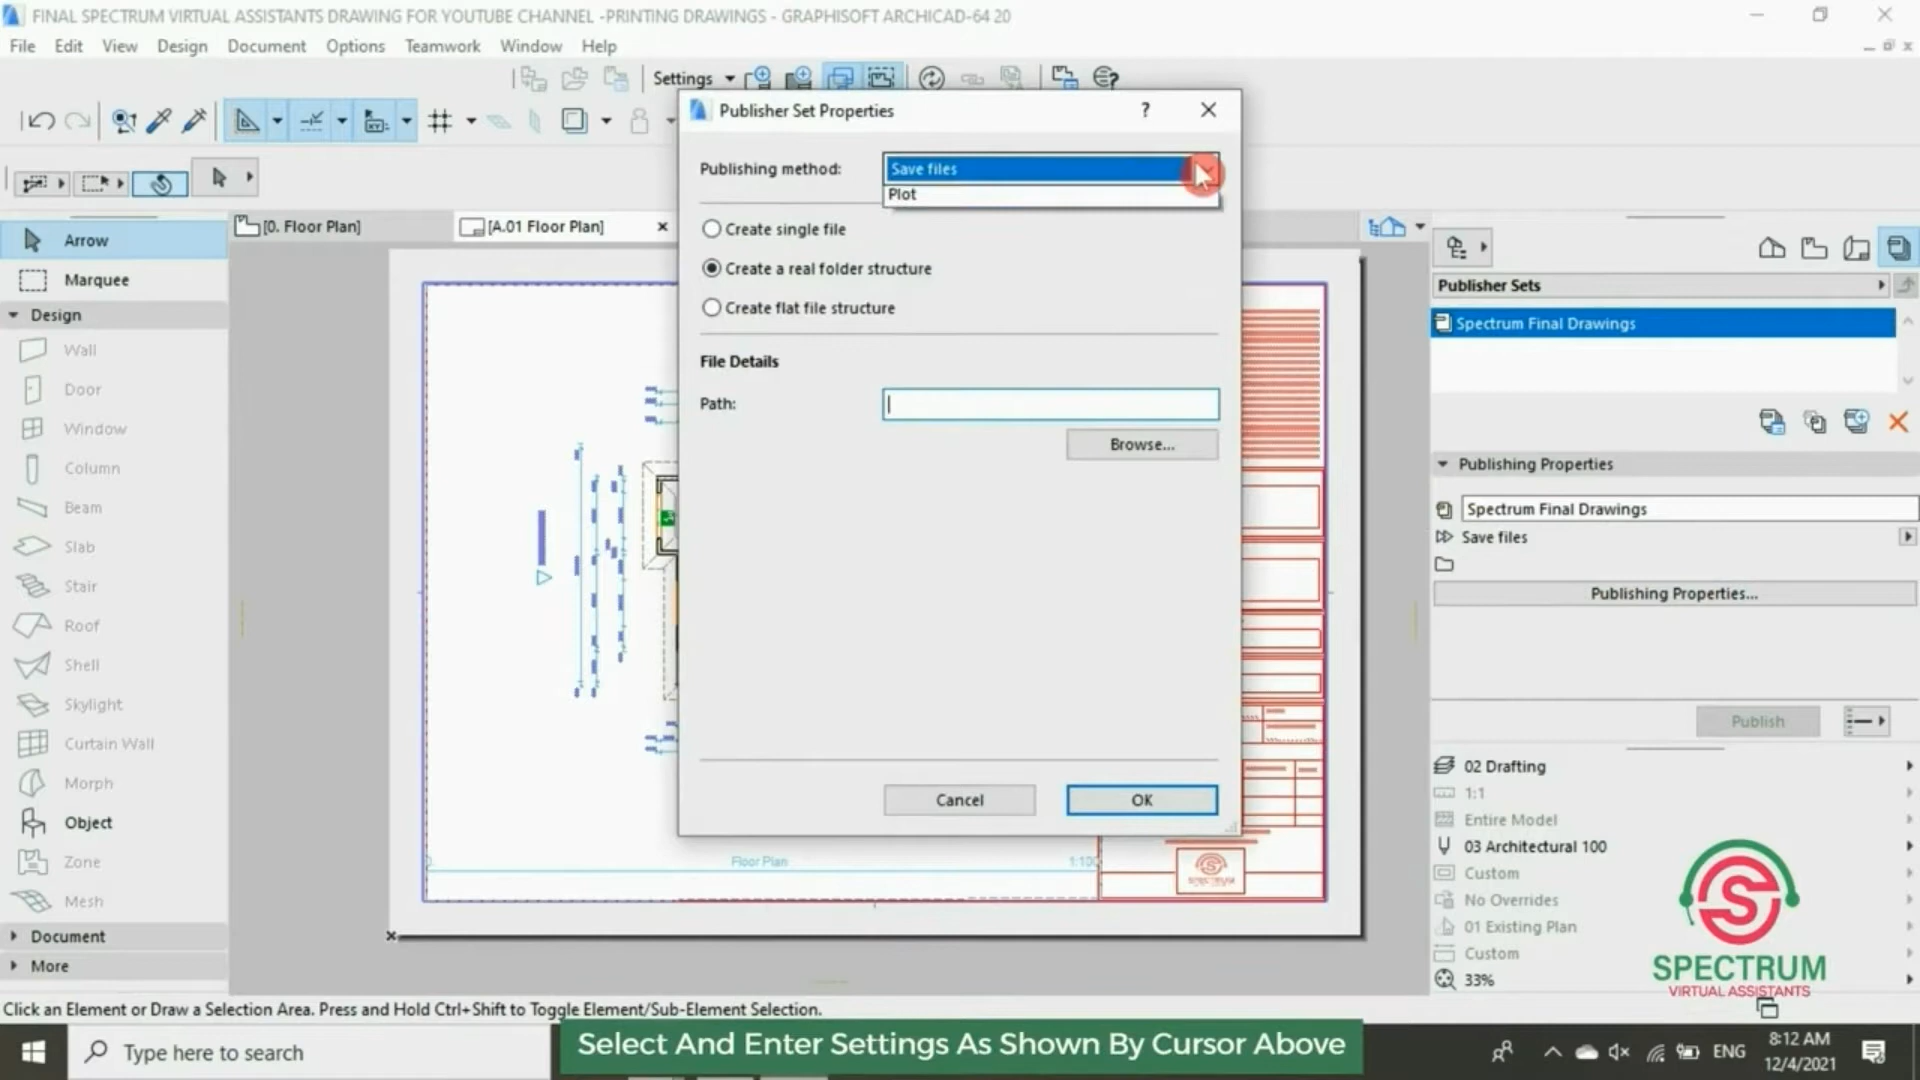 FINAL SPECTRUM VIRTUAL ASSISTANTS DRAWING FOR YOUTUBE CHANNEL -PRINTING DRAWINGS - GRAPHISOFT ARCHICAD-64 20
File Edit View Design Document Options Teamwork Window Help
Settings
Publisher Set Properties
?
Publishing method:
Save files
Plot
Create single file
Create a real folder structure
Create flat file structure
File Details
Path:
Browse...
Cancel
OK
[0. Floor Plan]
[A.01 Floor Plan]
Arrow
Marquee
Design
Wall
Door
Window
Column
Beam
Slab
Stair
Roof
Shell
Skylight
Curtain Wall
Morph
Object
Zone
Mesh
Document
More
Floor Plan
1:100
SPECTRUM
Publisher Sets
Spectrum Final Drawings
Publishing Properties
Spectrum Final Drawings
Save files
Publishing Properties...
Publish
02 Drafting
1:1
Entire Model
03 Architectural 100
Custom
No Overrides
01 Existing Plan
Custom
33%
SPECTRUM
VIRTUAL ASSISTANTS
Click an Element or Draw a Selection Area. Press and Hold Ctrl+Shift to Toggle Element/Sub-Element Selection.
Type here to search
Select And Enter Settings As Shown By Cursor Above
ENG
8:12 AM
12/4/2021